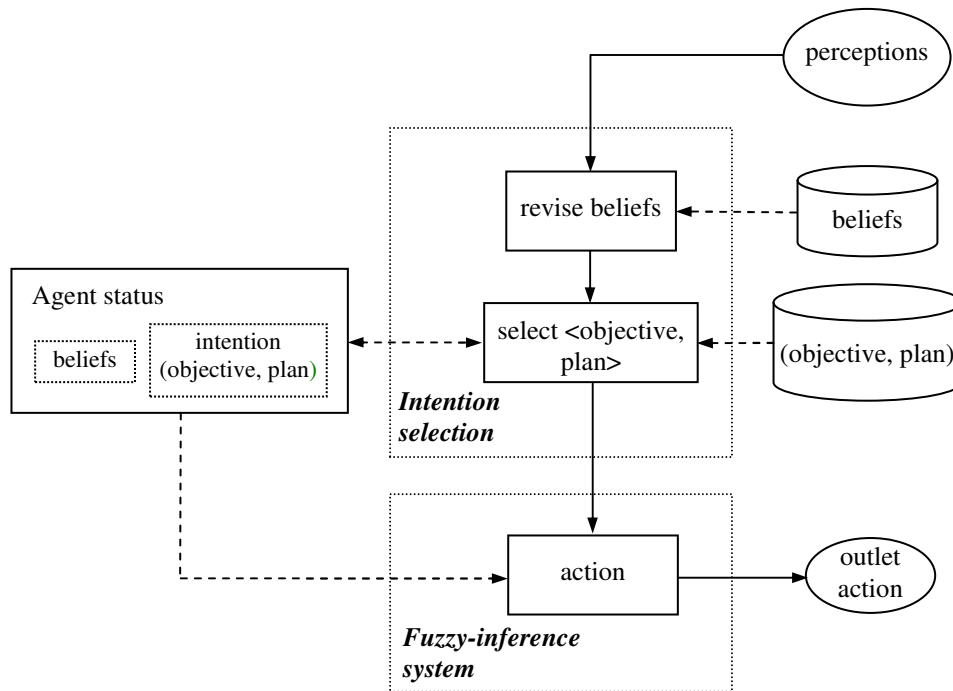 perceptions
revise beliefs
beliefs
Agent status
beliefs
intention
(objective, plan)
select <objective,
plan>
(objective, plan)
Intention
selection
action
outlet
action
Fuzzy-inference
system